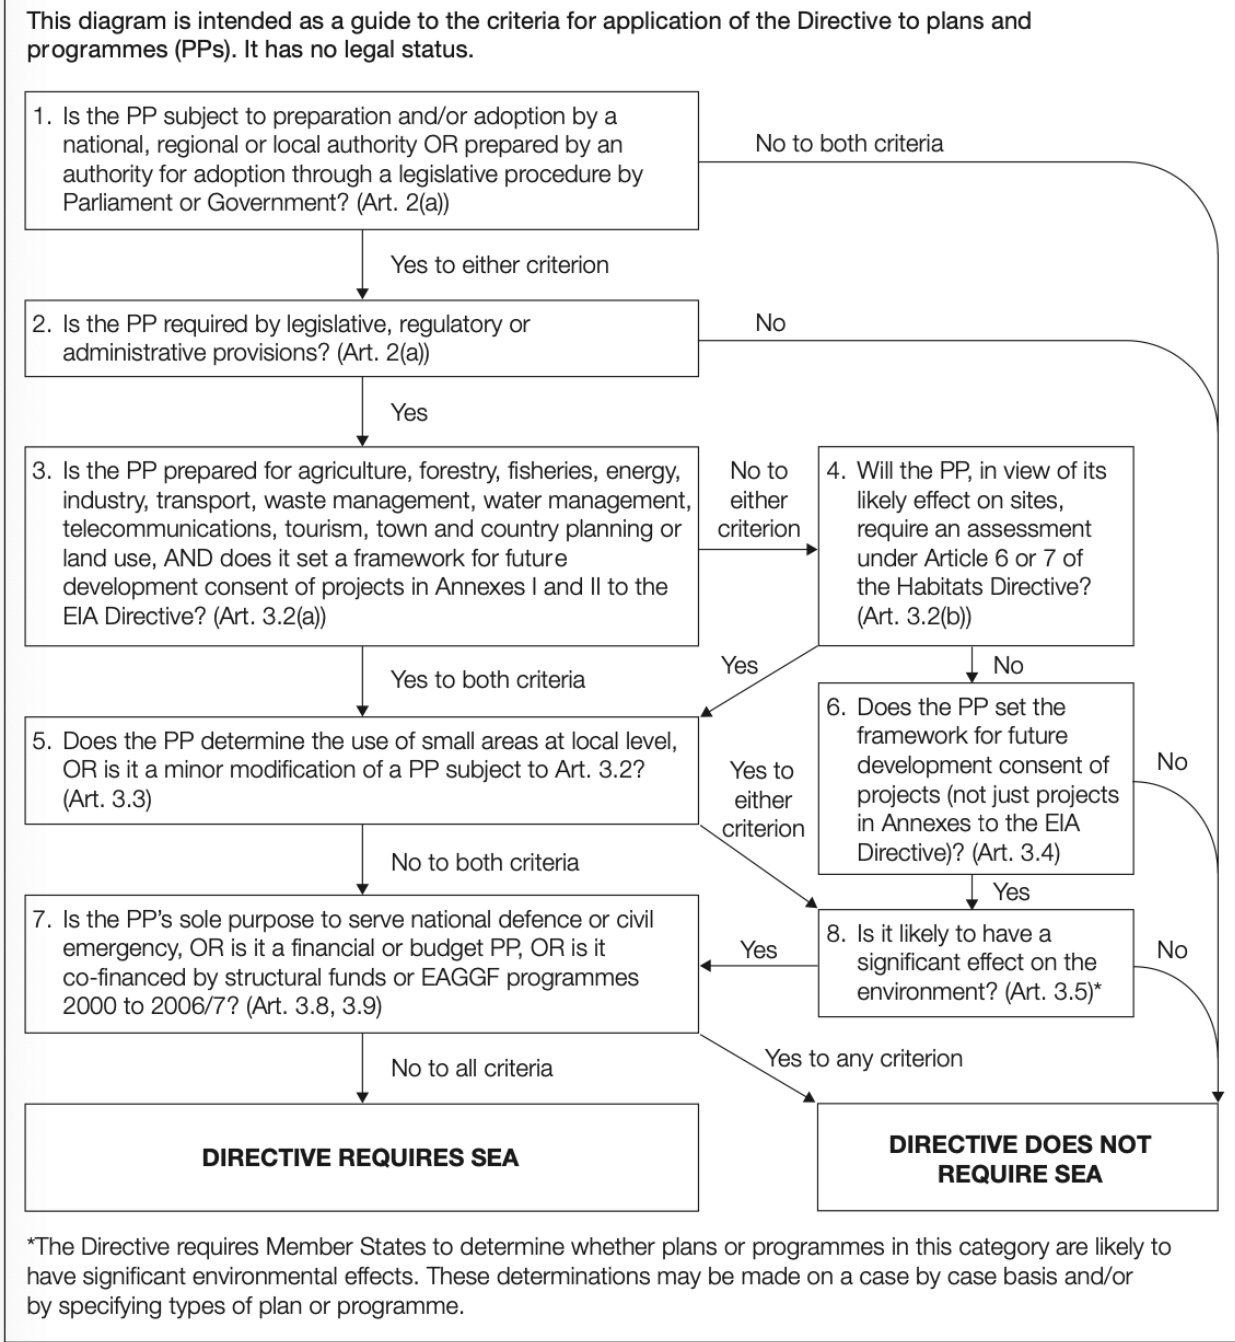 This diagram is intended as a guide to the criteria for application of the Directive to plans and
programmes (PPs). It has no legal status.
1. Is the PP subject to preparation and/or adoption by a
national, regional or local authority OR prepared by an
authority for adoption through a legislative procedure by
Parliament or Government? (Art. 2(a))
No to both criteria
Yes to either criterion
2. Is the PP required by legislative, regulatory or
administrative provisions? (Art. 2(a))
No
Yes
3. Is the PP prepared for agriculture, forestry, fisheries, energy,
industry, transport, waste management, water management,
telecommunications, tourism, town and country planning or
land use, AND does it set a framework for future
development consent of projects in Annexes I and II to the
EIA Directive? (Art. 3.2(a))
No to
either
criterion
4. Will the PP, in view of its
likely effect on sites,
require an assessment
under Article 6 or 7 of
the Habitats Directive?
(Art. 3.2(b))
Yes to both criteria
Yes
No
5. Does the PP determine the use of small areas at local level,
OR is it a minor modification of a PP subject to Art. 3.2?
(Art. 3.3)
Yes to
either
criterion
6. Does the PP set the
framework for future
development consent of
projects (not just projects
in Annexes to the EIA
Directive)? (Art. 3.4)
No
No to both criteria
Yes
7. Is the PP's sole purpose to serve national defence or civil
emergency, OR is it a financial or budget PP, OR is it
co-financed by structural funds or EAGGF programmes
2000 to 2006/7? (Art. 3.8, 3.9)
Yes
8. Is it likely to have a
significant effect on the
environment? (Art. 3.5)*
No
No to all criteria
Yes to any criterion
DIRECTIVE REQUIRES SEA
DIRECTIVE DOES NOT
REQUIRE SEA
*The Directive requires Member States to determine whether plans or programmes in this category are likely to
have significant environmental effects. These determinations may be made on a case by case basis and/or
by specifying types of plan or programme.